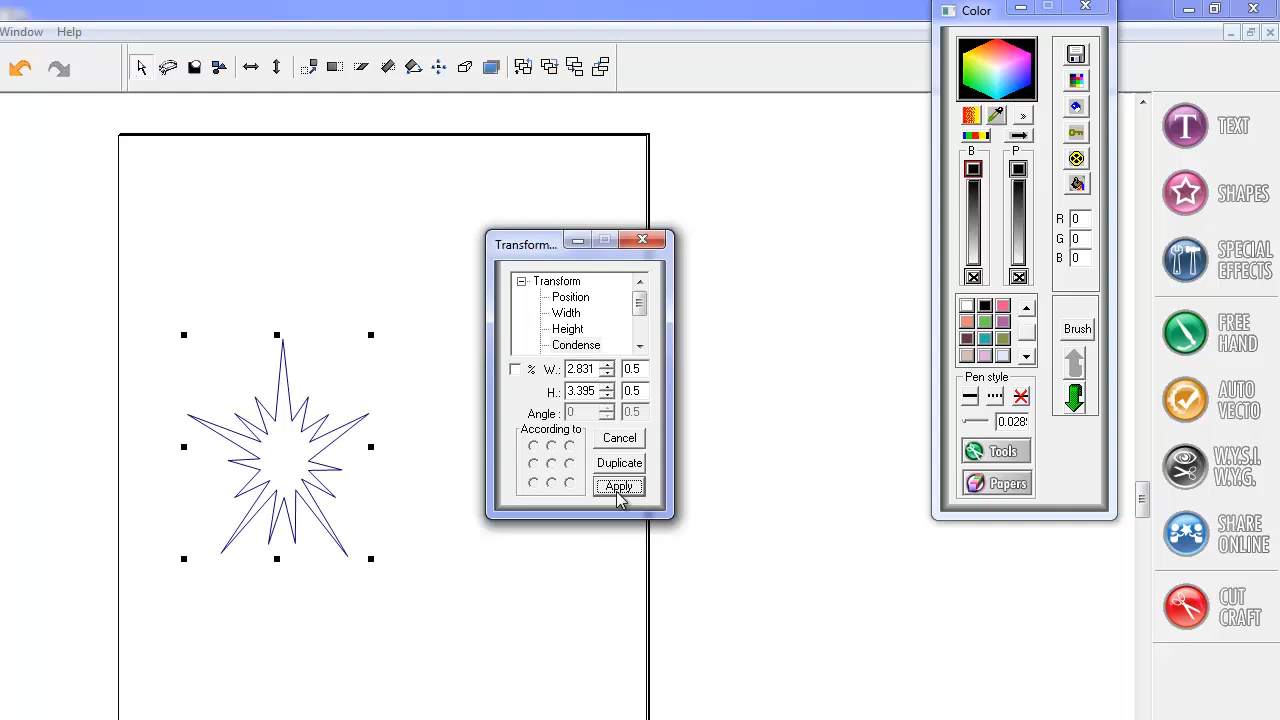 Window Help
Color
TEXT
SHAPES
SPECIAL
EFFECTS
FREE
HAND
AUTO
VECTO
W.Y.S.I.
W.Y.G.
SHARE
ONLINE
CUT
CRAFT
B P
R 0
G 0
B 0
Brush
Pen style
0.028
Tools
Papers
Transform...
Transform
Position
Width
Height
Condense
% W.: 2.831 0.5
H.: 3.395 0.5
Angle : 0 0.5
According to
Cancel
Duplicate
Apply